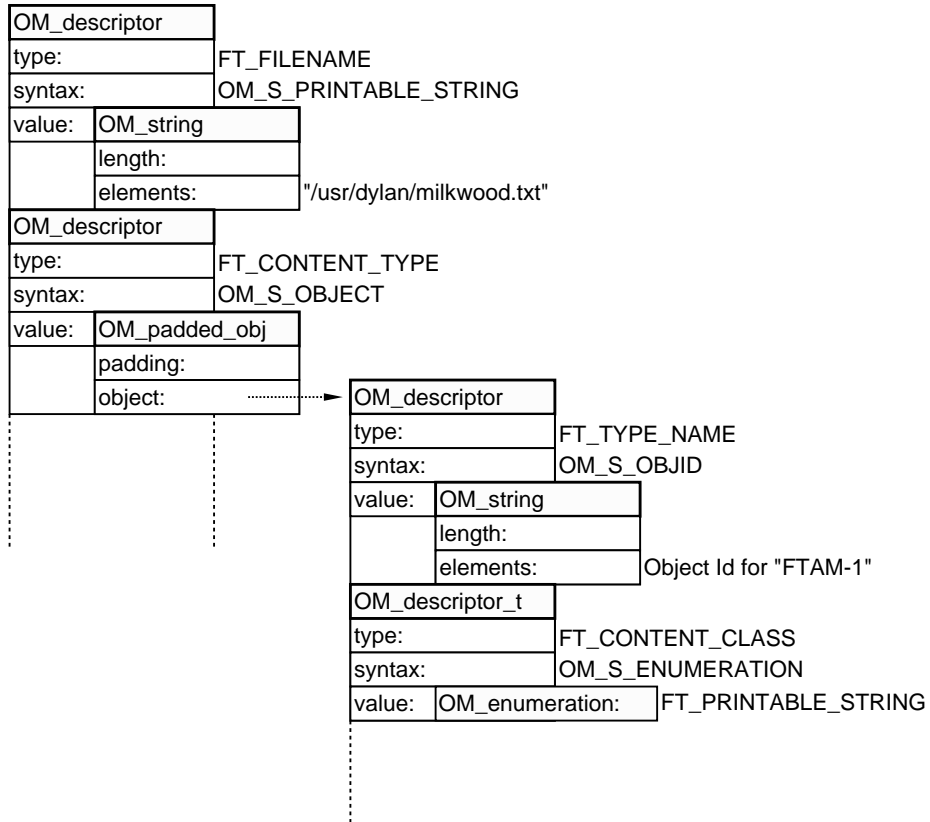 OM_descriptor
type: FT_FILENAME
syntax: OM_S_PRINTABLE_STRING
value: OM_string
length:
elements: "/usr/dylan/milkwood.txt"
OM_descriptor
type: FT_CONTENT_TYPE
syntax: OM_S_OBJECT
value: OM_padded_obj
padding:
object:
OM_descriptor
type: FT_TYPE_NAME
syntax: OM_S_OBJID
value: OM_string
length:
elements: Object Id for "FTAM-1"
OM_descriptor_t
type: FT_CONTENT_CLASS
syntax: OM_S_ENUMERATION
value: OM_enumeration: FT_PRINTABLE_STRING